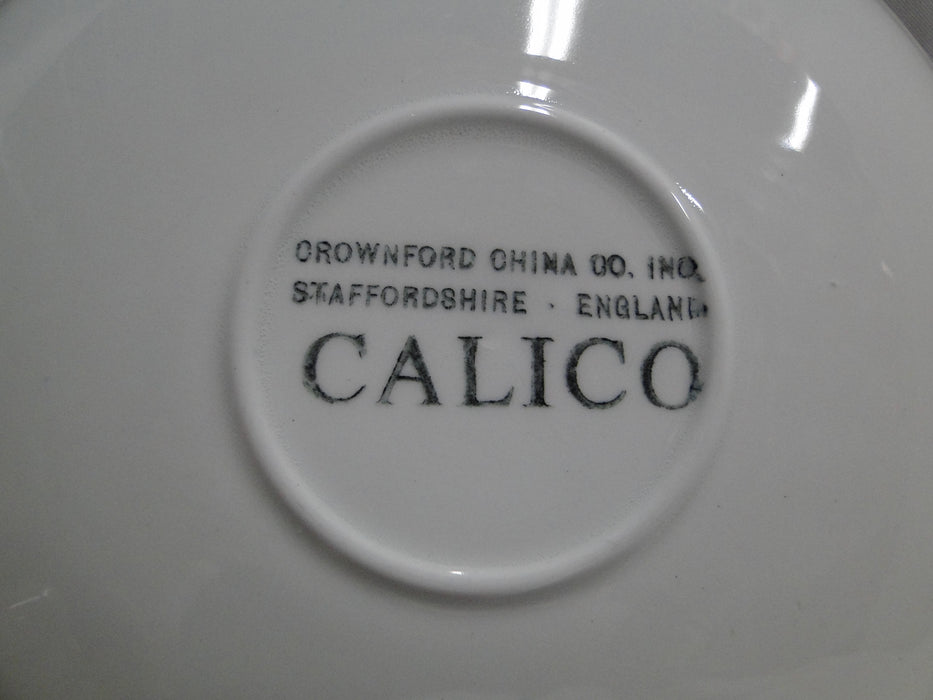 CROWNFORD CHINA CO. INC.
STAFFORDSHIRE · ENGLAND
CALICO